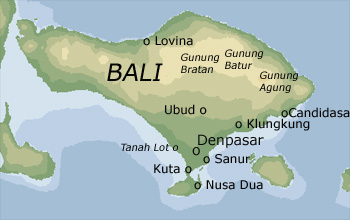 Lovina
BALI
Gunung
Bratan
Gunung
Batur
Gunung
Agung
Ubud
Candidasa
Klungkung
Denpasar
Tanah Lot
Sanur
Kuta
Nusa Dua